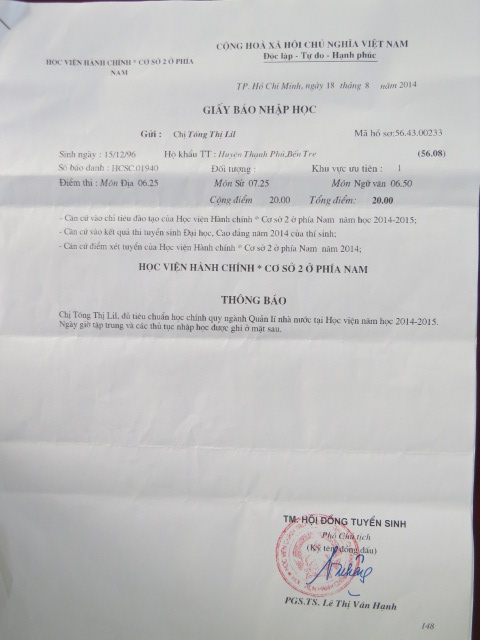 CỘNG HOÀ XÃ HỘI CHỦ NGHĨA VIỆT NAM
Độc lập - Tự do - Hạnh phúc
HỌC VIỆN HÀNH CHÍNH * CƠ SỞ 2 Ở PHÍA
NAM
TP. Hồ Chí Minh, ngày 18 tháng 8 năm 2014
GIẤY BÁO NHẬP HỌC
Gửi : Chị Tống Thị Lil Mã hồ sơ:56.43.00233
Sinh ngày : 15/12/96 Hộ khẩu TT : Huyện Thạnh Phú,Bến Tre (56.08)
Số báo danh : HCSC.01940 Đối tượng : Khu vực ưu tiên : 1
Điểm thi : Môn Địa 06.25 Môn Sử 07.25 Môn Ngữ văn 06.50
Cộng điểm 20.00 Tổng điểm: 20.00
- Căn cứ vào chỉ tiêu đào tạo của Học viện Hành chính * Cơ sở 2 ở phía Nam năm học 2014-2015;
- Căn cứ vào kết quả thi tuyển sinh Đại học, Cao đẳng năm 2014 của thí sinh;
- Căn cứ điểm xét tuyển của Học viện Hành chính * Cơ sở 2 ở phía Nam năm 2014;
HỌC VIỆN HÀNH CHÍNH * CƠ SỞ 2 Ở PHÍA NAM
THÔNG BÁO
Chị Tống Thị Lil, đủ tiêu chuẩn học chính quy ngành Quản lí nhà nước tại Học viện năm học 2014-2015.
Ngày giờ tập trung và các thủ tục nhập học được ghi ở mặt sau.
TM. HỘI ĐỒNG TUYỂN SINH
Phó Chủ tịch
(Ký tên, đóng dấu)
PGS.TS. Lê Thị Vân Hạnh
148